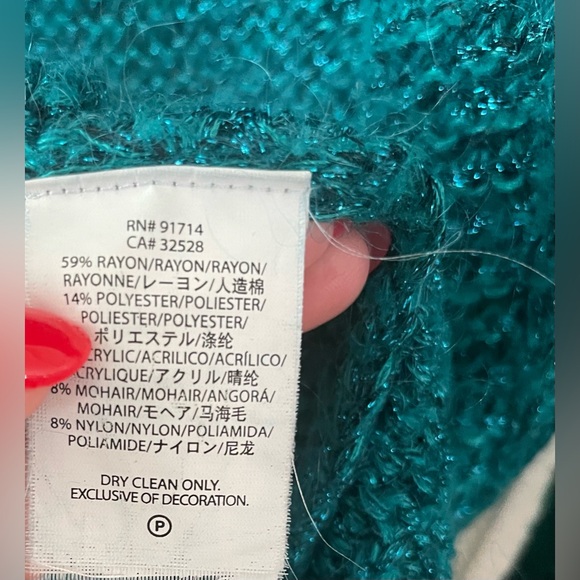 RN# 91714
CA# 32528
59% RAYON/RAYON/RAYON/
RAYONNE/レーヨン/人造棉
14% POLYESTER/POLIESTER/
POLIESTER/POLYESTER/
ポリエステル/涤纶
CRYLIC/ACRILICO/ACRÍLICO/
CRYLIQUE/アクリル/晴纶
8% MOHAIR/MOHAIR/ANGORÁ/
MOHAIR/モヘア/马海毛
8% NYLON/NYLON/POLIAMIDA/
POLIAMIDE/ナイロン/尼龙
DRY CLEAN ONLY.
EXCLUSIVE OF DECORATION.
P